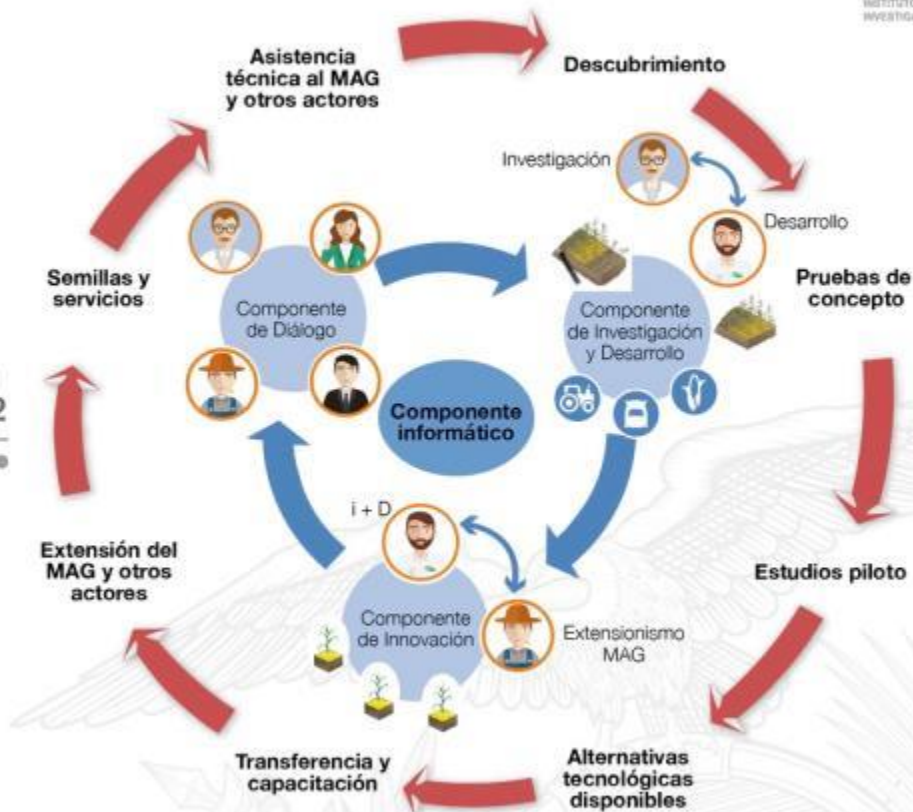 INSTITUTO
Asistencia
técnica al MAG
y otros actores
Descubrimiento
Investigación
Desarrollo
Pruebas de
concepto
Semillas y
servicios
Componente
de Diálogo
Componente
de Investigación
y Desarrollo
Componente
informático
2
i + D
Extensión del
MAG y otros
actores
Estudios piloto
Componente
de Innovación
Extensionismo
MAG
Transferencia y
capacitación
Alternativas
tecnológicas
disponibles